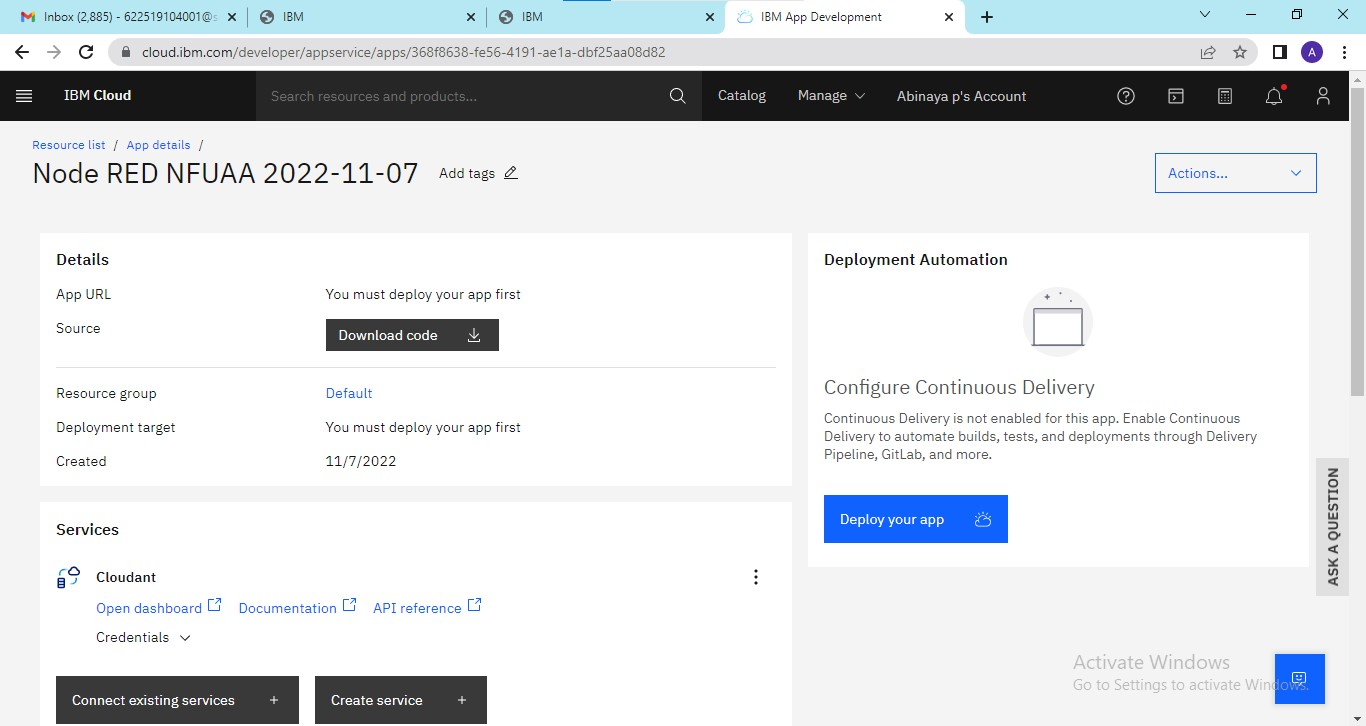 Inbox (2,885) - 622519104001@s
IBM
IBM
IBM App Development
cloud.ibm.com/developer/appservice/apps/368f8638-fe56-4191-ae1a-dbf25aa08d82
A
IBM Cloud
Search resources and products...
Catalog
Manage
Abinaya p's Account
Resource list / App details /
Node RED NFUAA 2022-11-07
Add tags
Actions...
Details
App URL You must deploy your app first
Source Download code
Resource group Default
Deployment target You must deploy your app first
Created 11/7/2022
Services
Cloudant
Open dashboard Documentation API reference
Credentials
Connect existing services +
Create service +
Deployment Automation
Configure Continuous Delivery
Continuous Delivery is not enabled for this app. Enable Continuous
Delivery to automate builds, tests, and deployments through Delivery
Pipeline, GitLab, and more.
Deploy your app
ASK A QUESTION
Activate Windows
Go to Settings to activate Windows.